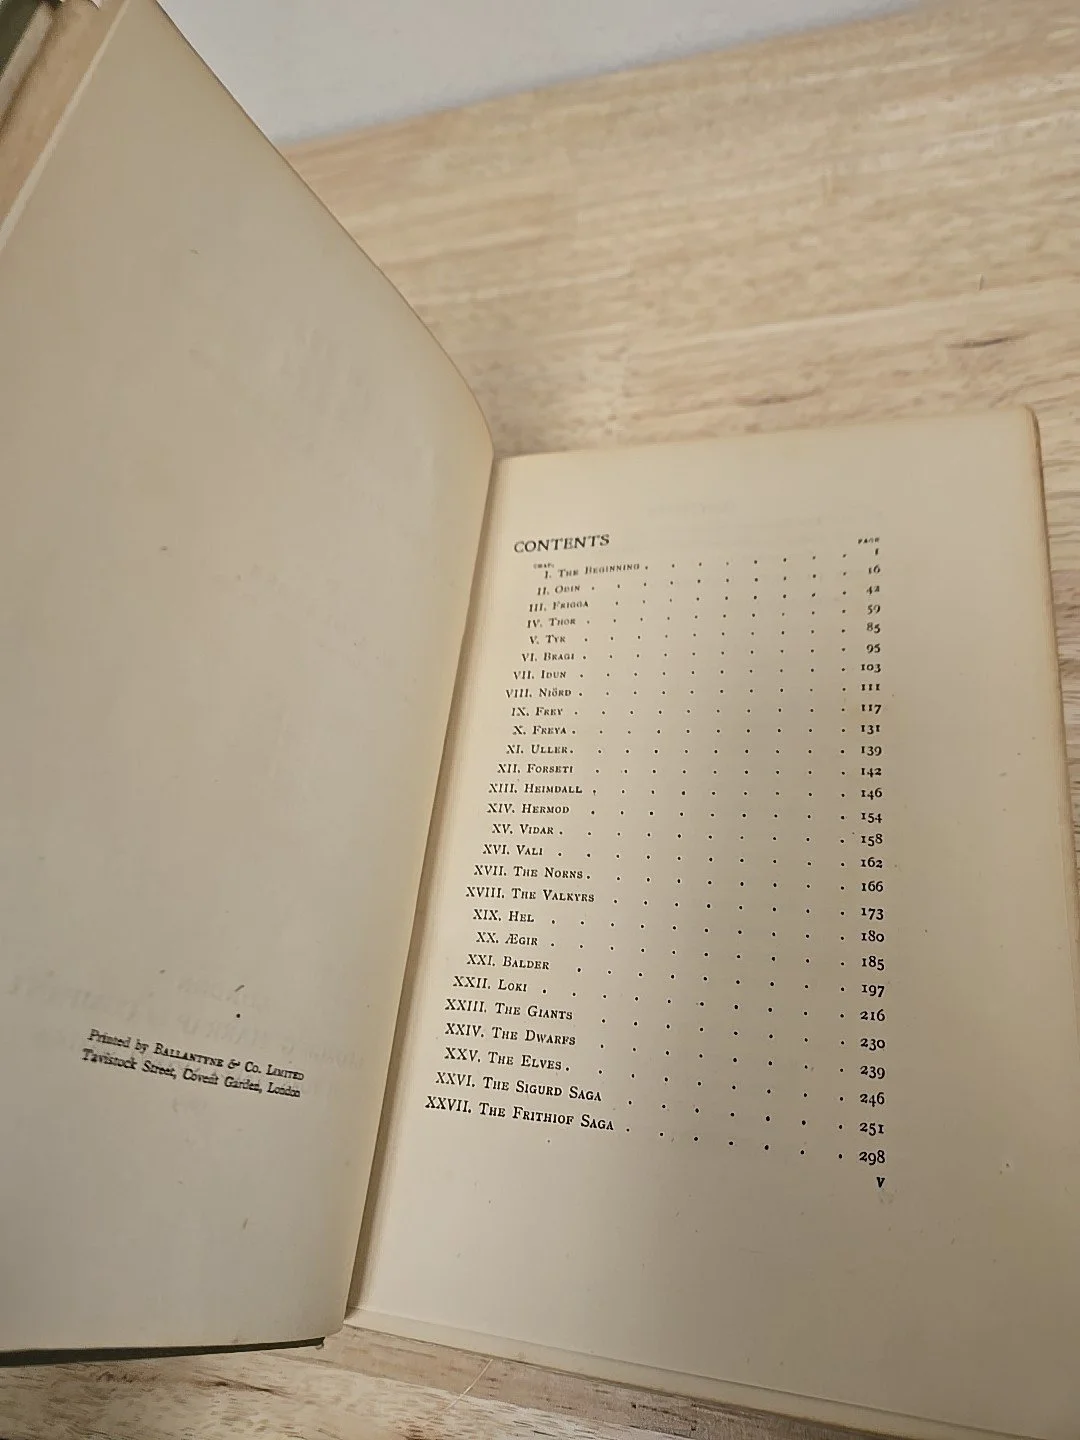 Printed by BALLANTYNE & CO. LIMITED
Tavistock Street, Covent Garden, London
CONTENTS
CHAP. PAGE
I. THE BEGINNING . . . . . . . . 1
II. ODIN . . . . . . . . . 16
III. FRIGGA . . . . . . . . . 42
IV. THOR . . . . . . . . . 59
V. TYR . . . . . . . . . 85
VI. BRAGI . . . . . . . . . 95
VII. IDUN . . . . . . . . . 103
VIII. NIÖRD . . . . . . . . . 111
IX. FREY . . . . . . . . . 117
X. FREYA . . . . . . . . . 131
XI. ULLER . . . . . . . . . 139
XII. FORSETI . . . . . . . . . 142
XIII. HEIMDALL . . . . . . . . . 146
XIV. HERMOD . . . . . . . . . 154
XV. VIDAR . . . . . . . . . 158
XVI. VALI . . . . . . . . . 162
XVII. THE NORNS . . . . . . . . . 166
XVIII. THE VALKYRS . . . . . . . . 173
XIX. HEL . . . . . . . . . . 180
XX. ÆGIR . . . . . . . . . . 185
XXI. BALDER . . . . . . . . . 197
XXII. LOKI . . . . . . . . . . 216
XXIII. THE GIANTS . . . . . . . . 230
XXIV. THE DWARFS . . . . . . . . 239
XXV. THE ELVES . . . . . . . . . 246
XXVI. THE SIGURD SAGA . . . . . . . 251
XXVII. THE FRITHIOF SAGA . . . . . . . 298
V